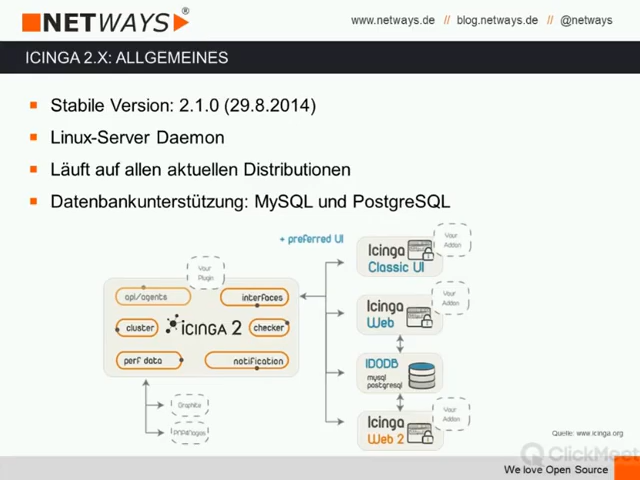 NETWAYS®
www.netways.de // blog.netways.de // @netways
ICINGA 2.X: ALLGEMEINES
Stabile Version: 2.1.0 (29.8.2014)
Linux-Server Daemon
Läuft auf allen aktuellen Distributionen
Datenbankunterstützung: MySQL und PostgreSQL
+ preferred UI
Your
Plugin
api/agents
interfaces
cluster
ICINGA 2
checker
perf data
notification
Graphite
Icinga
Classic UI
Your
Addon
Icinga
Web
Your
Addon
IDODB
mysql
postgresql
Icinga
Web 2
Your
Addon
Quelle: www.icinga.org
ClickMeet
We love Open Source